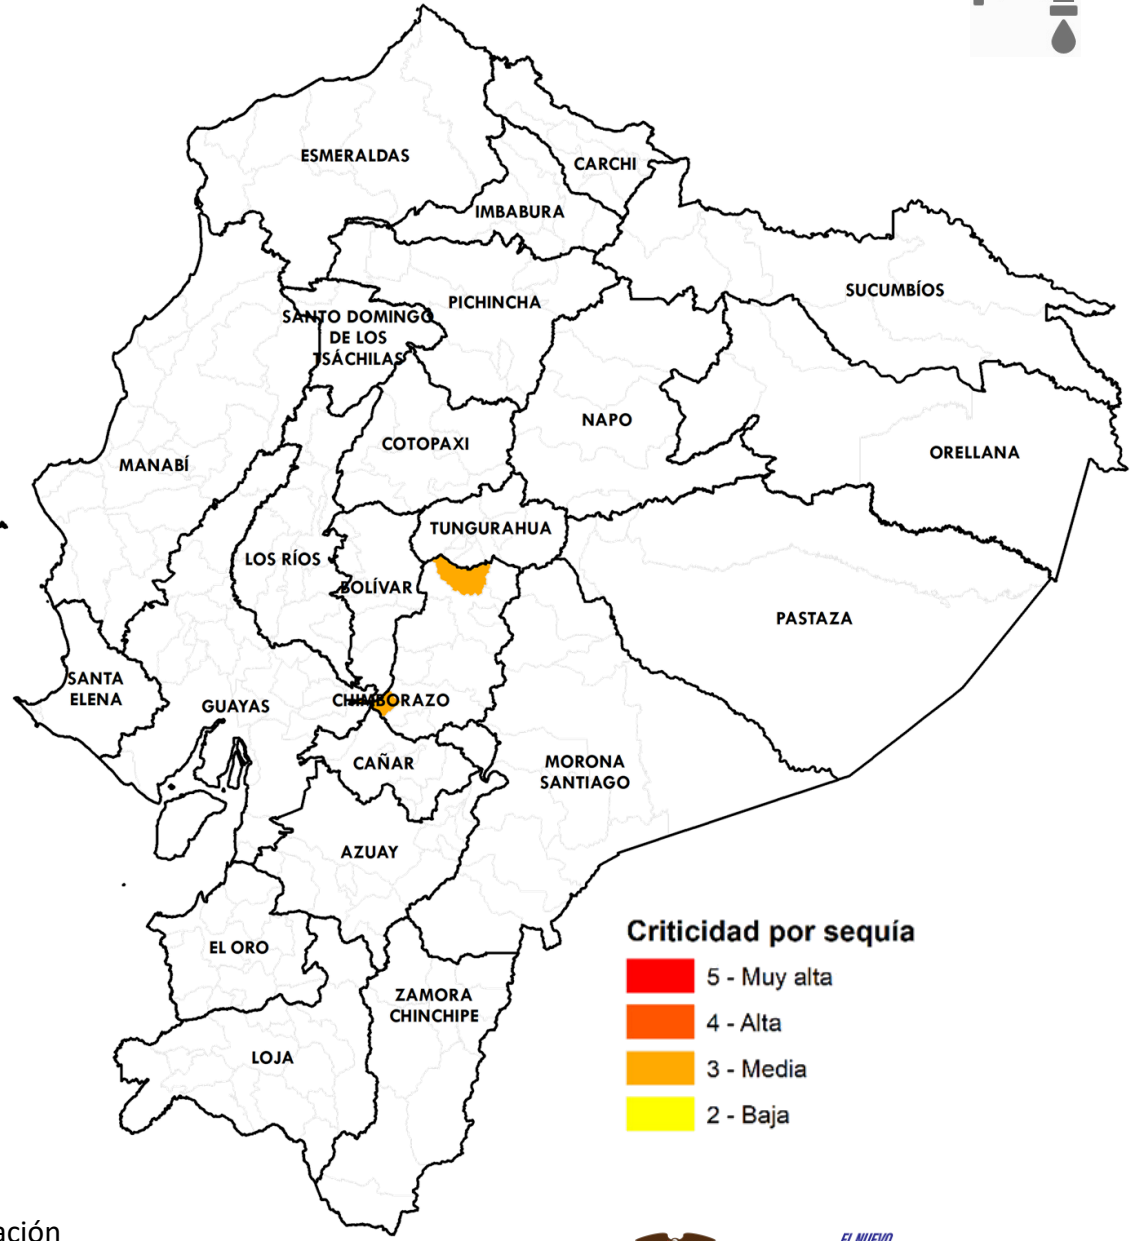 ESMERALDAS
CARCHI
IMBABURA
SUCUMBÍOS
PICHINCHA
SANTO DOMINGO
DE LOS
TSÁCHILAS
NAPO
COTOPAXI
ORELLANA
MANABÍ
TUNGURAHUA
LOS RÍOS
BOLÍVAR
PASTAZA
SANTA
ELENA
CHIMBORAZO
GUAYAS
CAÑAR
MORONA
SANTIAGO
AZUAY
EL ORO
ZAMORA
CHINCHIPE
LOJA
Criticidad por sequía
5 - Muy alta
4 - Alta
3 - Media
2 - Baja
ación
EL NUEVO